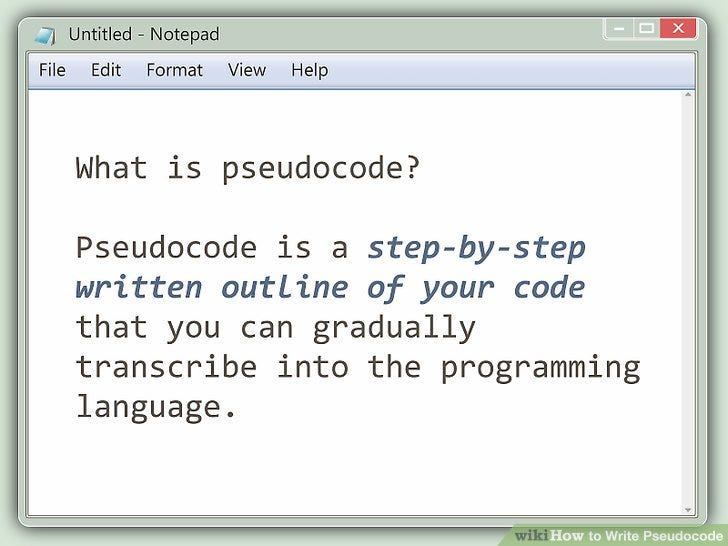 Untitled - Notepad
File Edit Format View Help
What is pseudocode?
Pseudocode is a step-by-step
written outline of your code
that you can gradually
transcribe into the programming
language.
wikiHow to Write Pseudocode